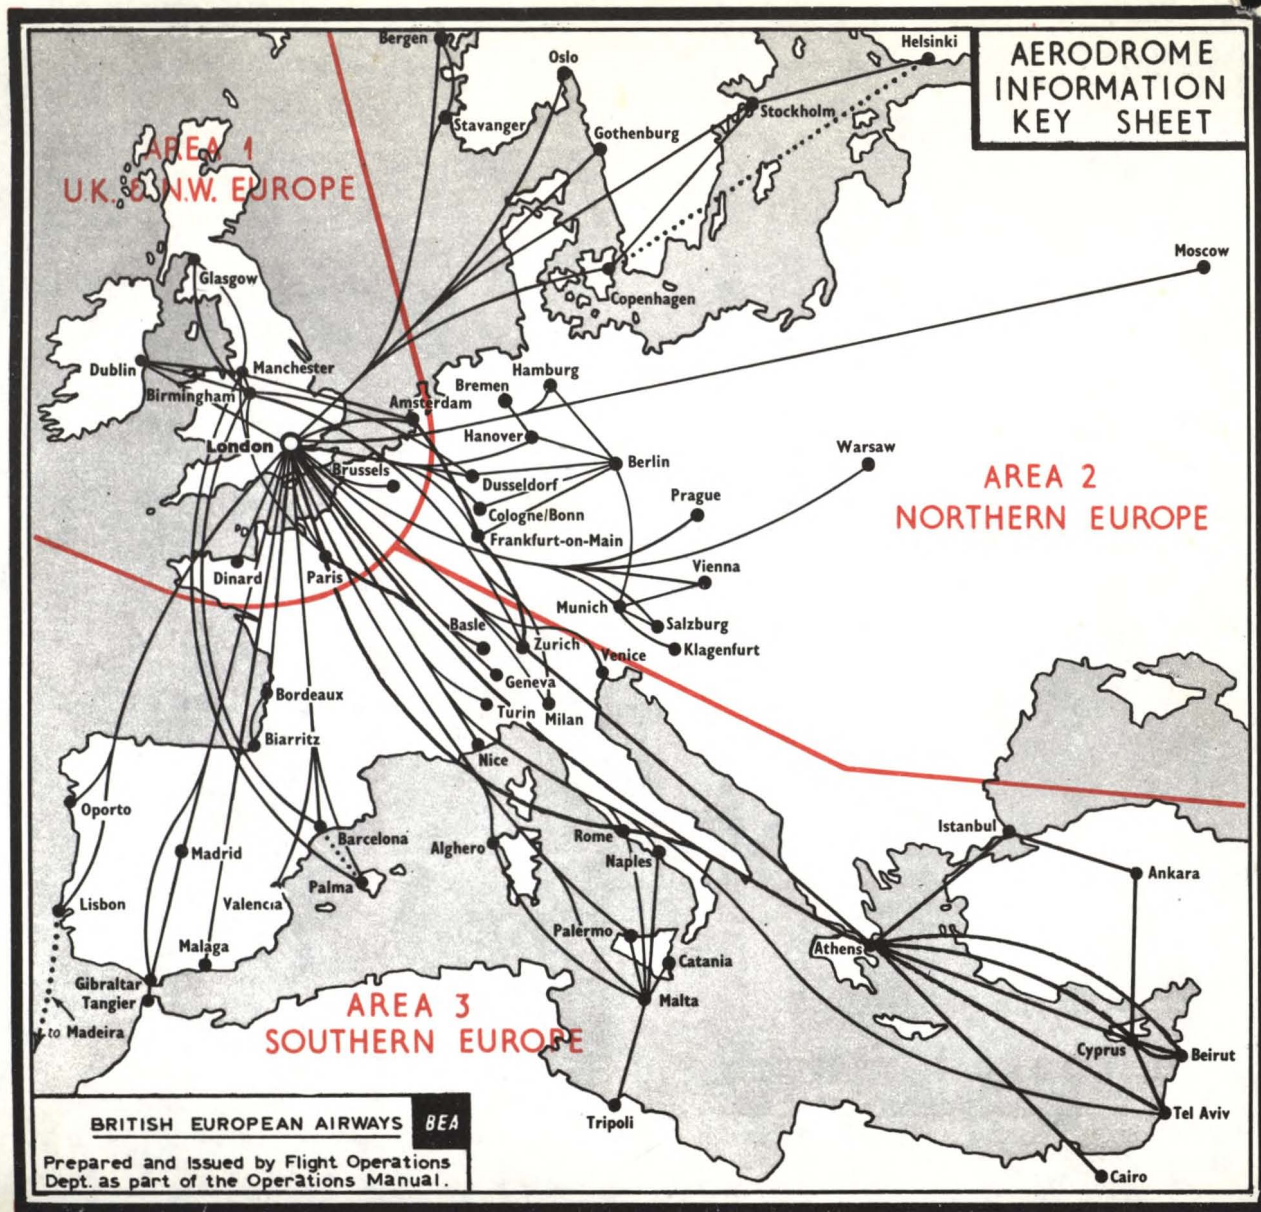 AERODROME
INFORMATION
KEY SHEET
Bergen
Oslo
Helsinki
Stavanger
Gothenburg
Stockholm
AREA 1
U.K. & N.W. EUROPE
Glasgow
Copenhagen
Moscow
Dublin
Manchester
Birmingham
Hamburg
Bremen
Amsterdam
Hanover
London
Brussels
Berlin
Warsaw
Dusseldorf
Cologne/Bonn
Prague
Frankfurt-on-Main
AREA 2
NORTHERN EUROPE
Dinard
Paris
Vienna
Munich
Salzburg
Klagenfurt
Basle
Zurich
Venice
Geneva
Bordeaux
Turin
Milan
Biarritz
Nice
Oporto
Barcelona
Alghero
Rome
Naples
Istanbul
Madrid
Palma
Ankara
Lisbon
Valencia
Malaga
Palermo
Catania
Athens
Gibraltar
Tangier
Malta
to Madeira
AREA 3
SOUTHERN EUROPE
Cyprus
Beirut
Tripoli
Tel Aviv
Cairo
BRITISH EUROPEAN AIRWAYS BEA
Prepared and Issued by Flight Operations
Dept. as part of the Operations Manual.